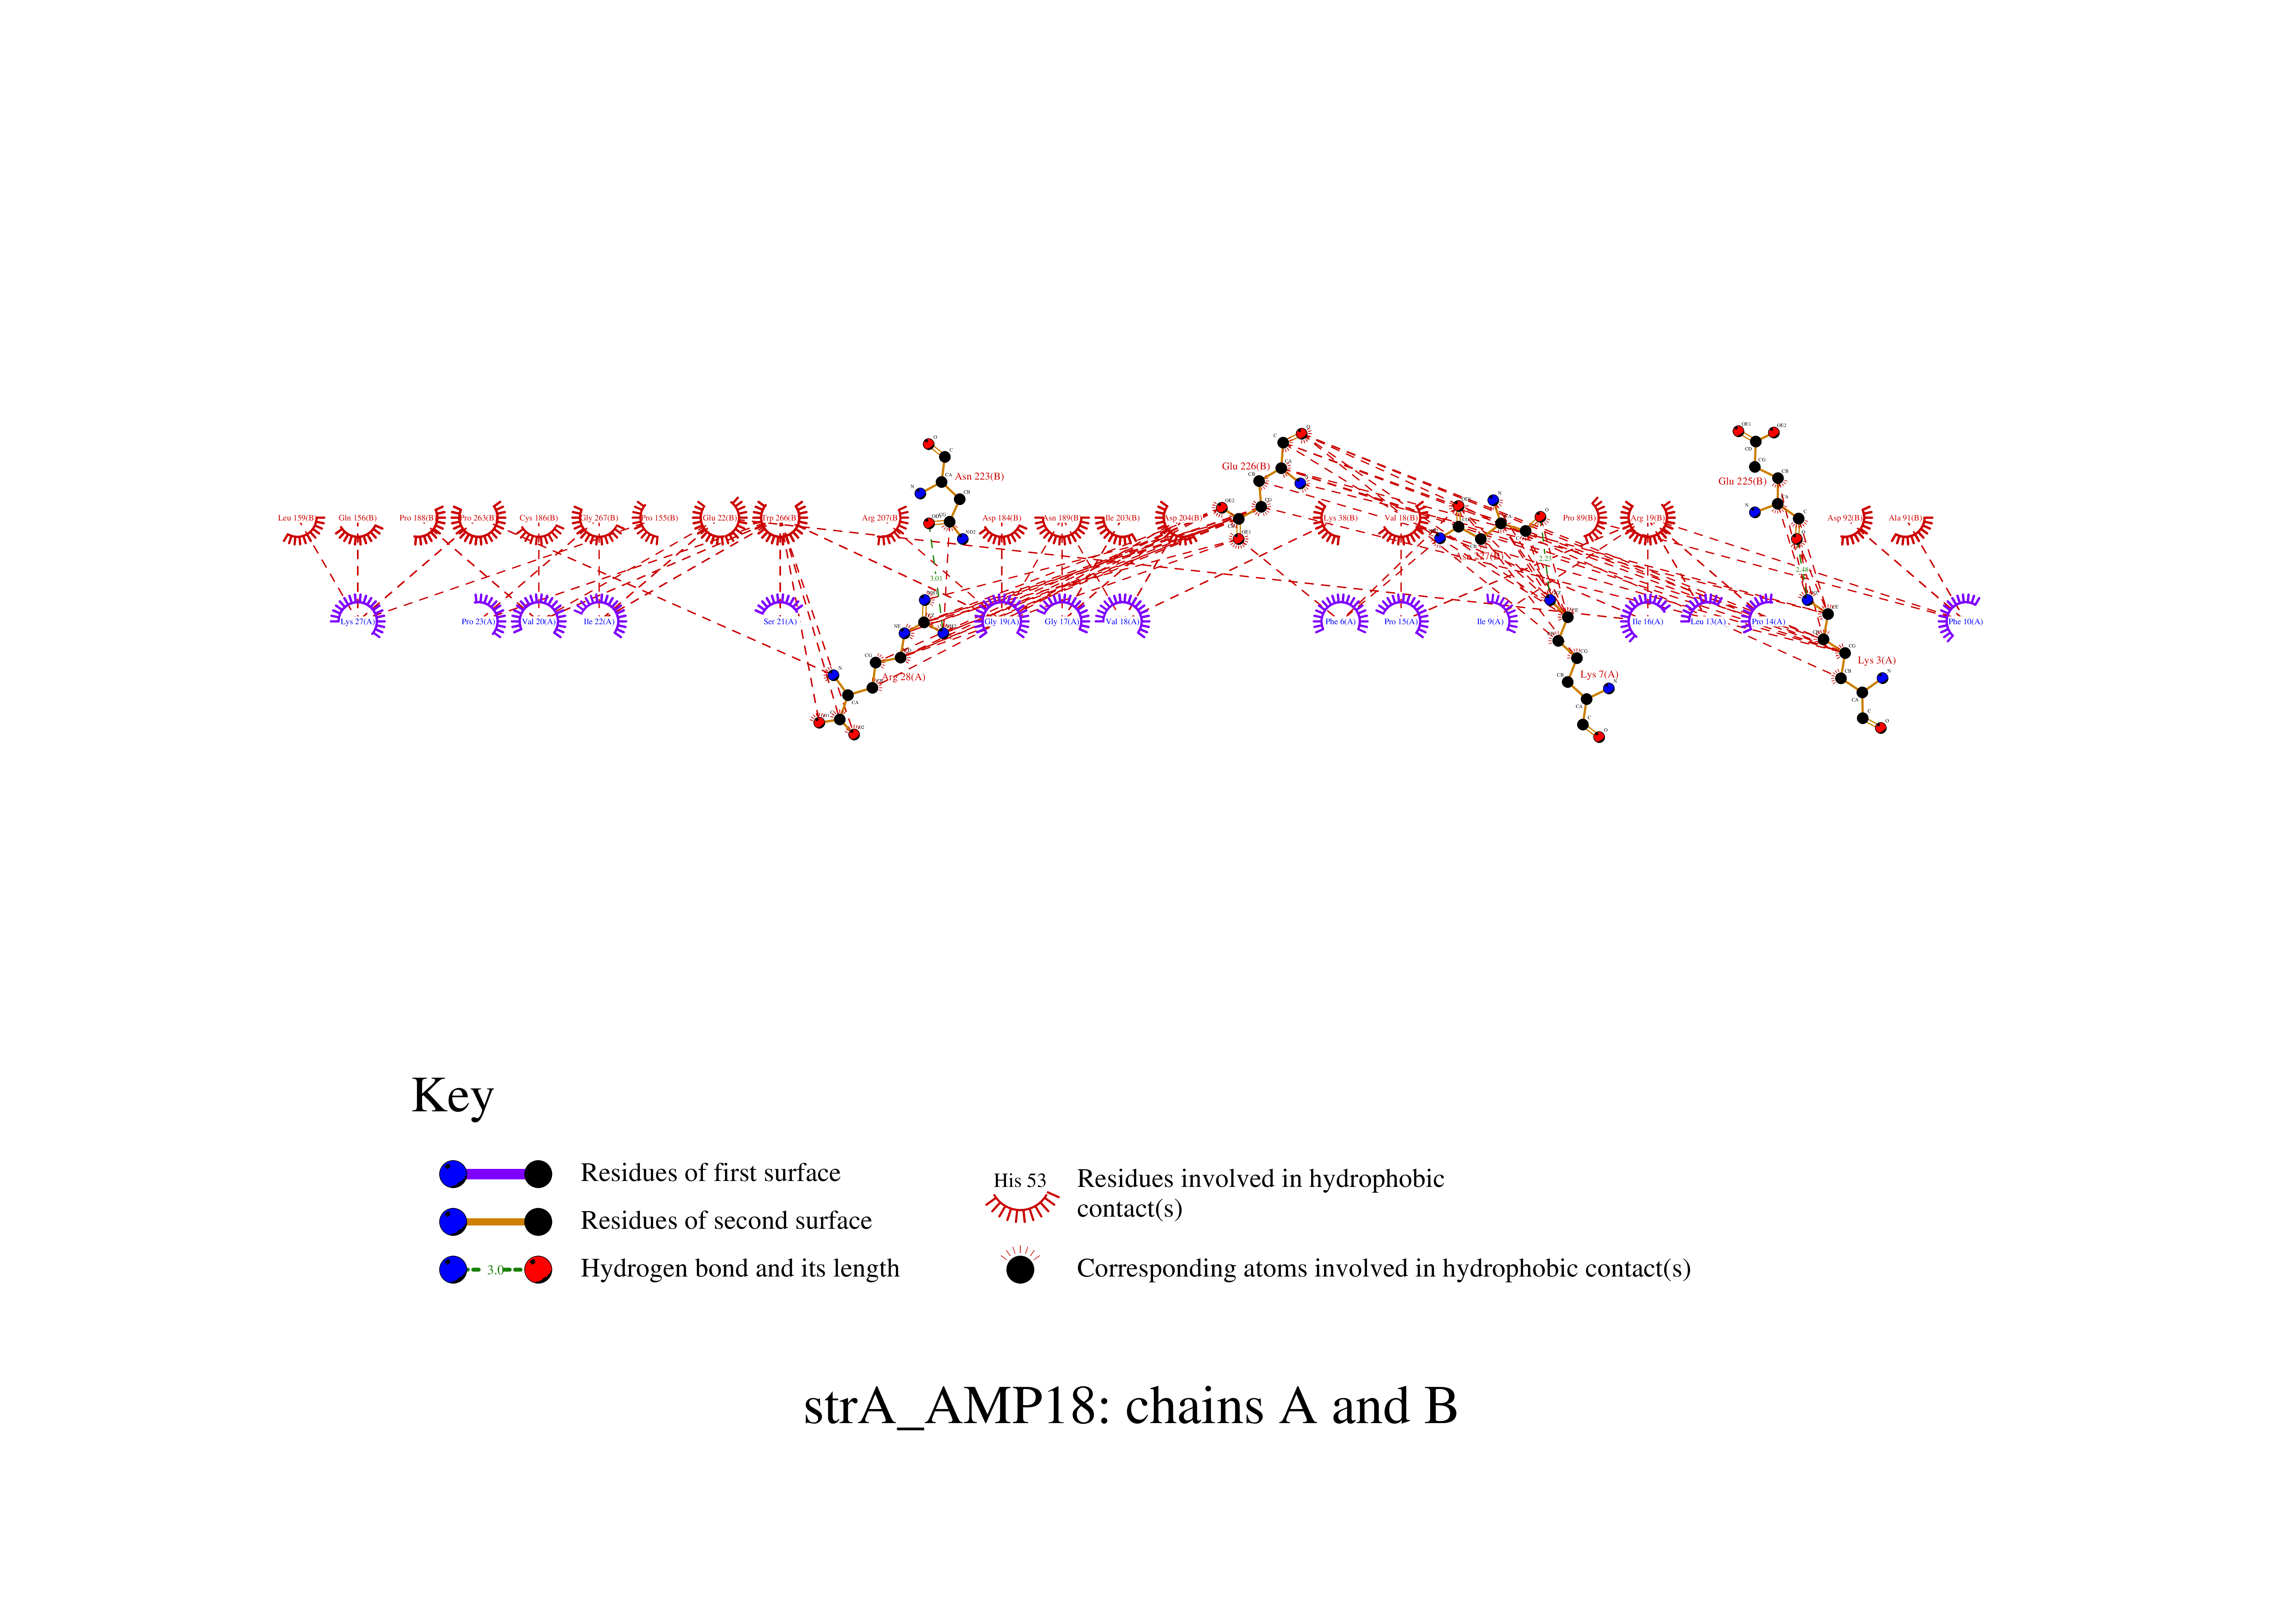 Glu 226(B)
Asn 223(B)
Glu 225(B)
Leu 159(B)
Gln 156(B)
Pro 188(B)
Pro 263(B)
Cys 186(B)
Gly 267(B)
Pro 155(B)
Glu 22(B)
Trp 266(B)
Arg 207(B)
Asp 184(B)
Asn 189(B)
Ile 203(B)
Asp 204(B)
Lys 38(B)
Val 18(B)
Pro 89(B)
Arg 19(B)
Asp 92(B)
Ala 91(B)
3.01
2.23
2.48
Lys 27(A)
Pro 23(A)
Val 20(A)
Ile 22(A)
Ser 21(A)
Gly 19(A)
Gly 17(A)
Val 18(A)
Phe 6(A)
Pro 15(A)
Ile 9(A)
Ile 16(A)
Leu 13(A)
Pro 14(A)
Phe 10(A)
Arg 28(A)
Lys 7(A)
Lys 3(A)
Key
Residues of first surface
Residues of second surface
3.0
Hydrogen bond and its length
His 53
Residues involved in hydrophobic
contact(s)
Corresponding atoms involved in hydrophobic contact(s)
strA_AMP18: chains A and B